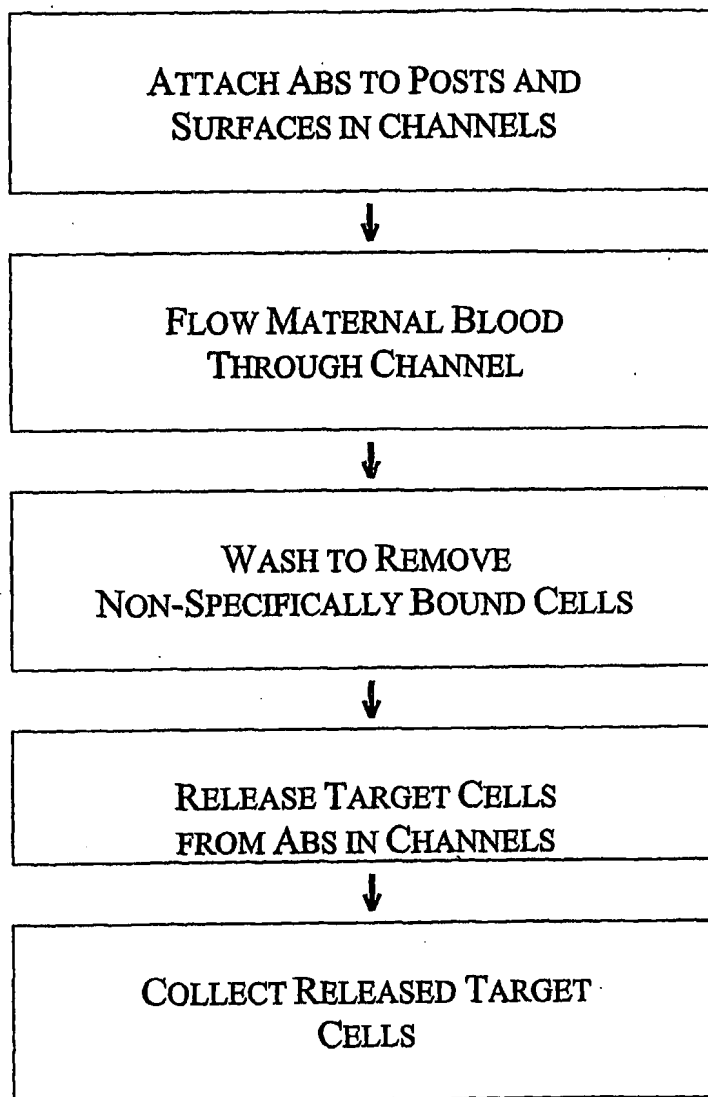 ATTACH ABS TO POSTS AND
SURFACES IN CHANNELS
FLOW MATERNAL BLOOD
THROUGH CHANNEL
WASH TO REMOVE
NON-SPECIFICALLY BOUND CELLS
RELEASE TARGET CELLS
FROM ABS IN CHANNELS
COLLECT RELEASED TARGET
CELLS